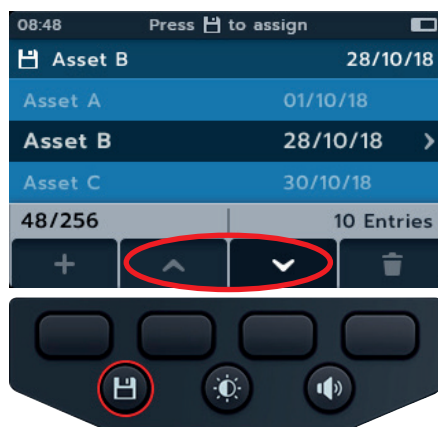 08:48 Press to assign
Asset B 28/10/18
Asset A 01/10/18
Asset B 28/10/18
Asset C 30/10/18
48/256 10 Entries